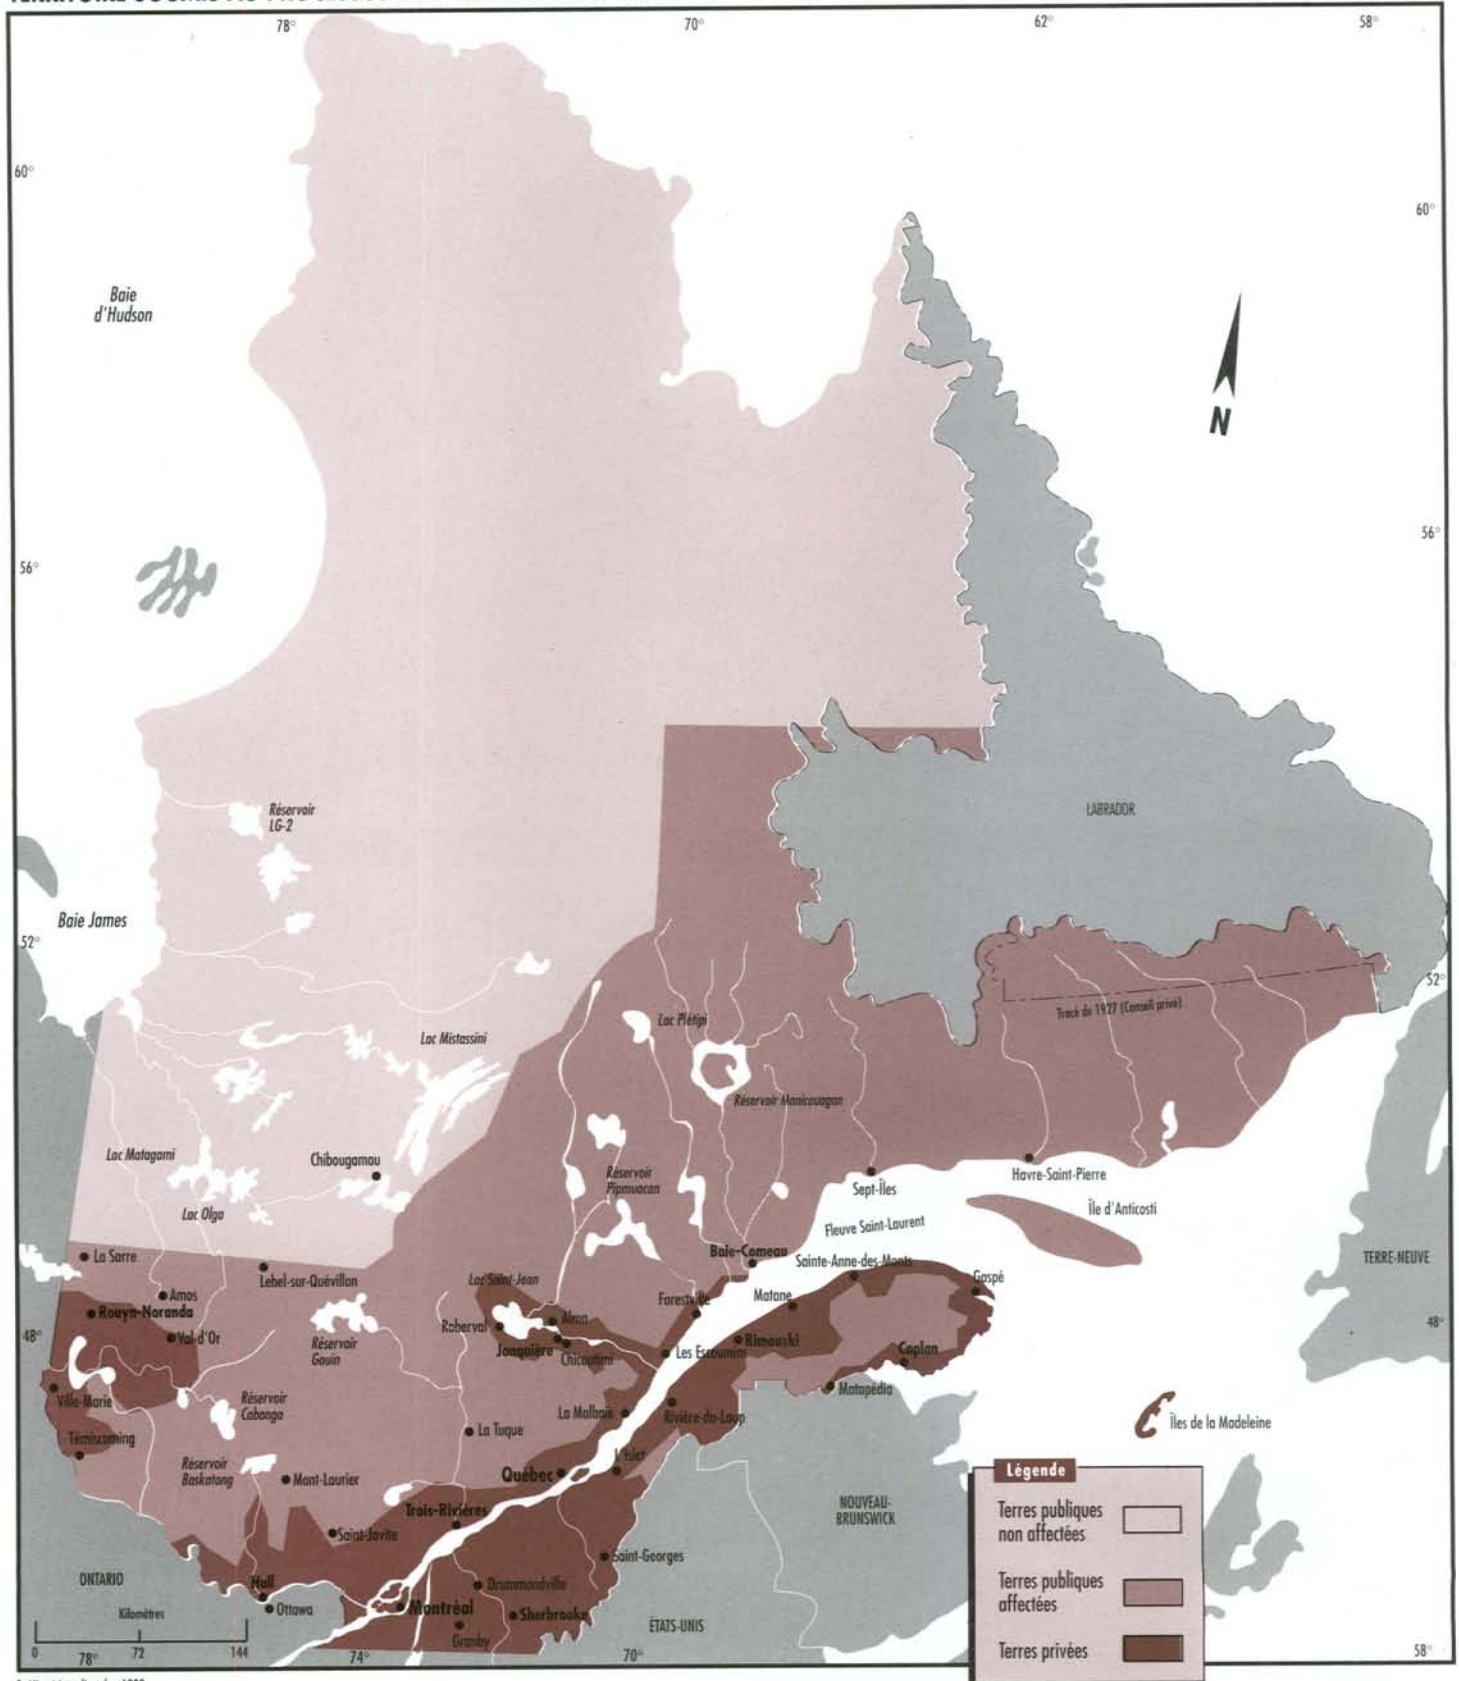 78°
70°
62°
58°
60°
60°
Baie
d'Hudson
N
56°
56°
Réservoir
LG-2
LABRADOR
Baie James
52°
52°
Tracé de 1927 (Conseil privé)
Lac Plétipi
Lac Mistassini
Réservoir Manicouagan
Lac Matagami
Chibougamau
Réservoir
Pipmuacan
Sept-Îles
Havre-Saint-Pierre
Lac Olga
Île d'Anticosti
Fleuve Saint-Laurent
La Sarre
Baie-Comeau
Sainte-Anne-des-Monts
TERRE-NEUVE
Lebel-sur-Quévillon
Lac Saint-Jean
Gaspé
Amos
Forestville
Matane
Rouyn-Noranda
Alma
Roberval
48°
48°
Val-d'Or
Réservoir
Gouin
Jonquière
Chicoutimi
Les Escoumins
Rimouski
Caplan
Ville-Marie
Matapédia
Réservoir
Cabonga
La Malbaie
Rivière-du-Loup
Îles de la Madeleine
La Tuque
Témiscaming
L'Islet
Réservoir
Baskatong
Mont-Laurier
Québec
Légende
Trois-Rivières
NOUVEAU-
BRUNSWICK
Terres publiques
non affectées
Saint-Jovite
Saint-Georges
ONTARIO
Hull
Drummondville
Terres publiques
affectées
Ottawa
Montréal
Sherbrooke
Kilomètres
Granby
ÉTATS-UNIS
Terres privées
0 72 144
78°
74°
70°
58°